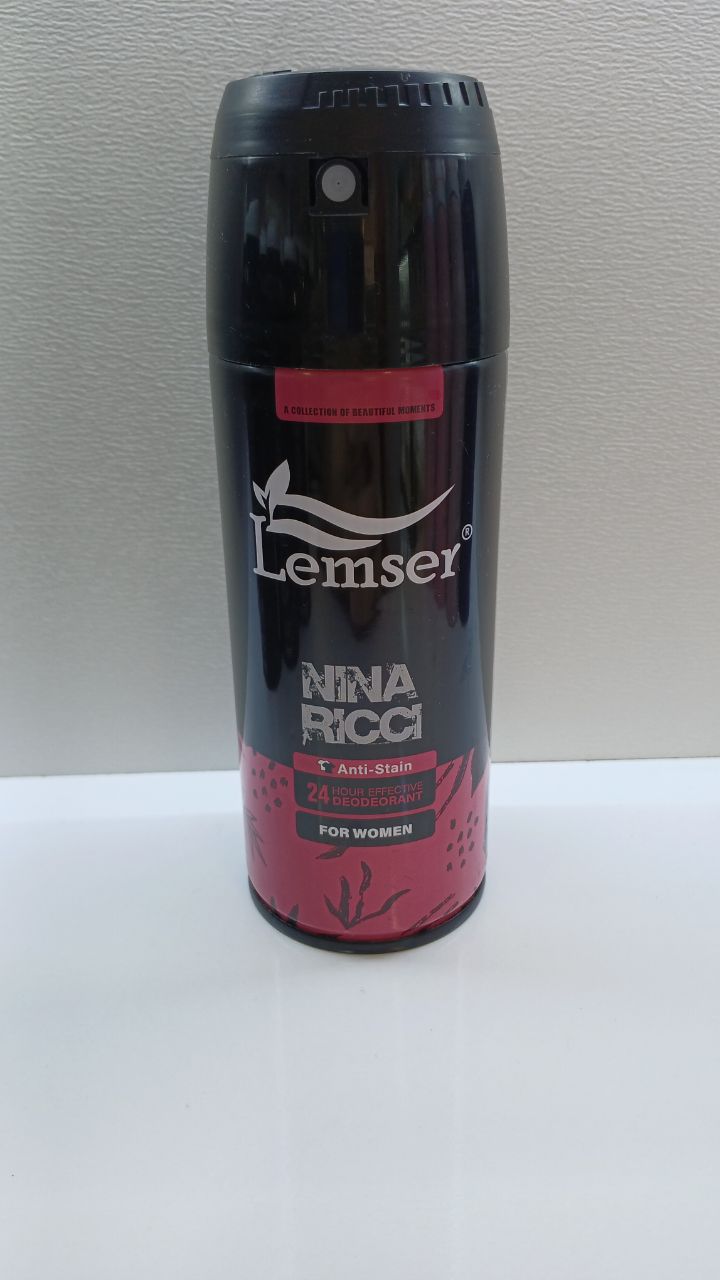 A COLLECTION OF BEAUTIFUL MOMENTS
Lemser®
NINA
RICCI
Anti-Stain
24 HOUR EFFECTIVE
DEODEORANT
FOR WOMEN